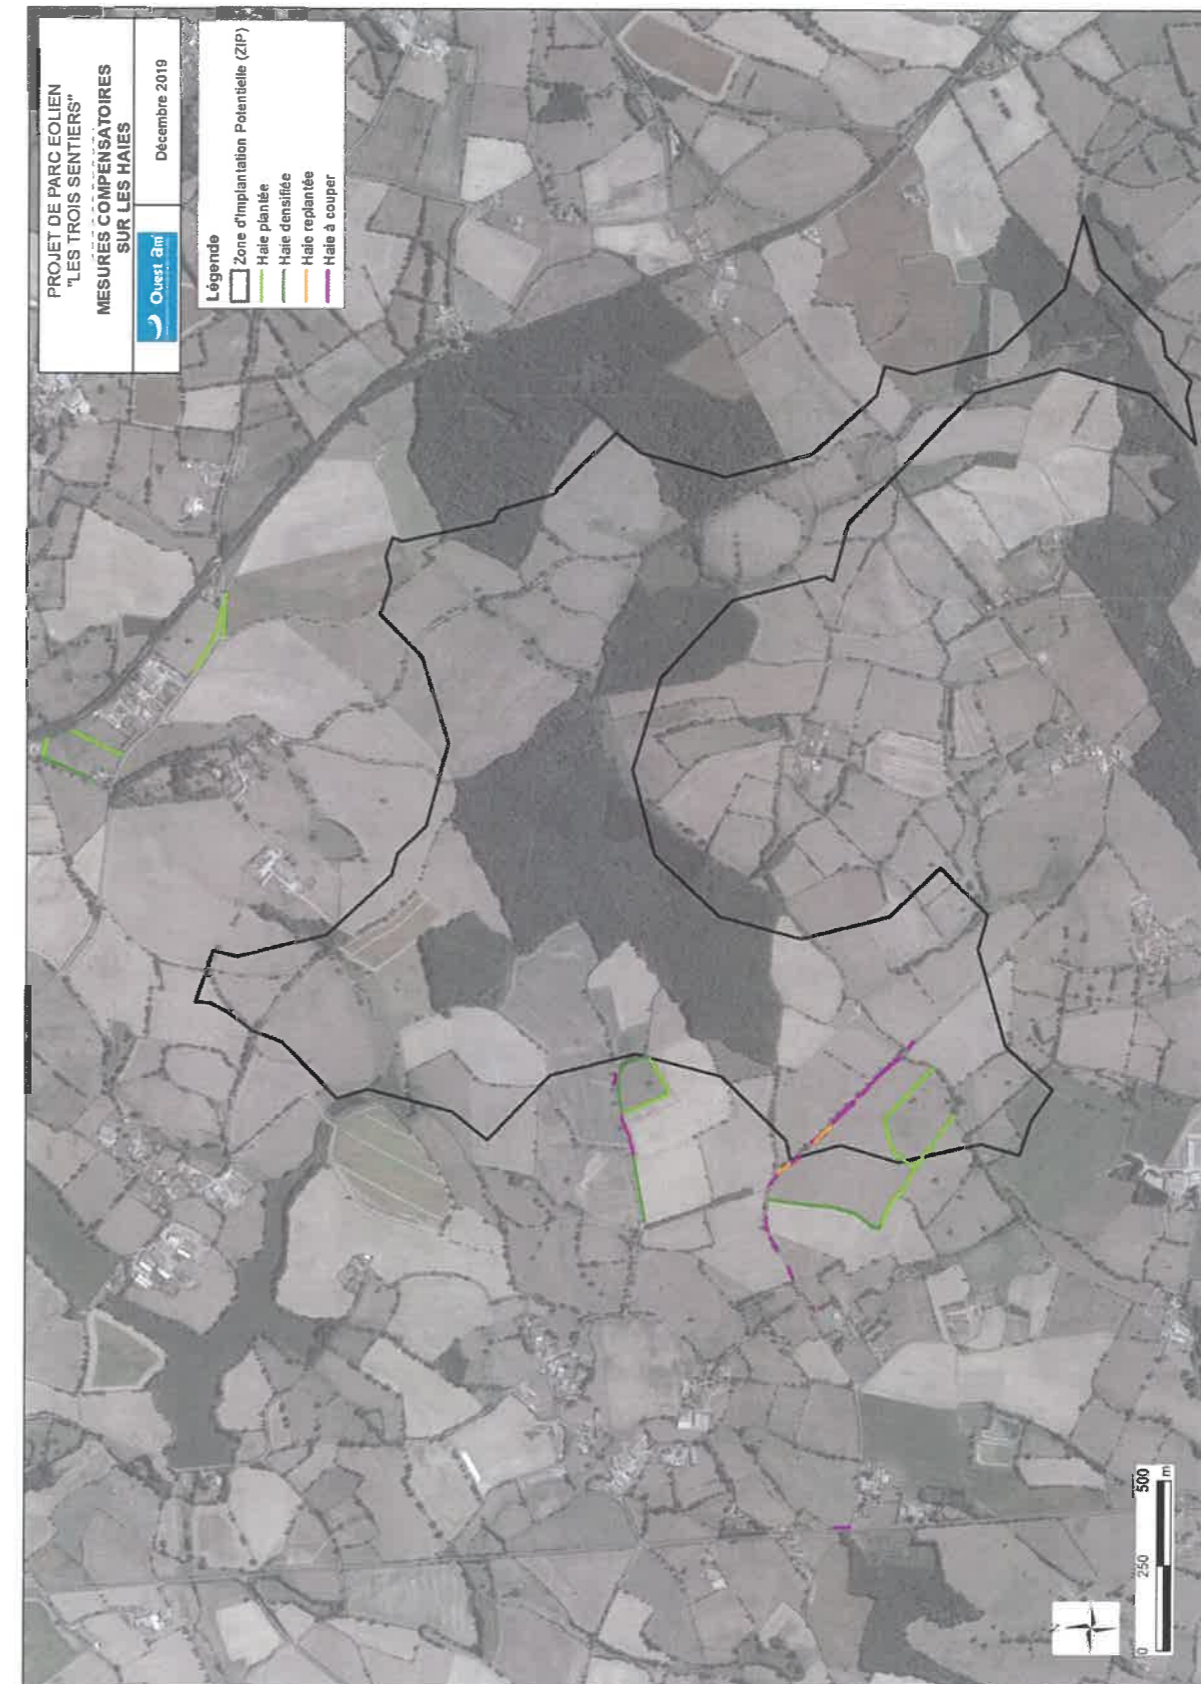 PROJET DE PARC EOLIEN
"LES TROIS SENTIERS"
MESURES COMPENSATOIRES
SUR LES HAIES
Ouest am'
Décembre 2019
Légende
Zone d'Implantation Potentielle (ZIP)
Haie plantée
Haie densifiée
Haie replantée
Haie à couper
0
250
500
m